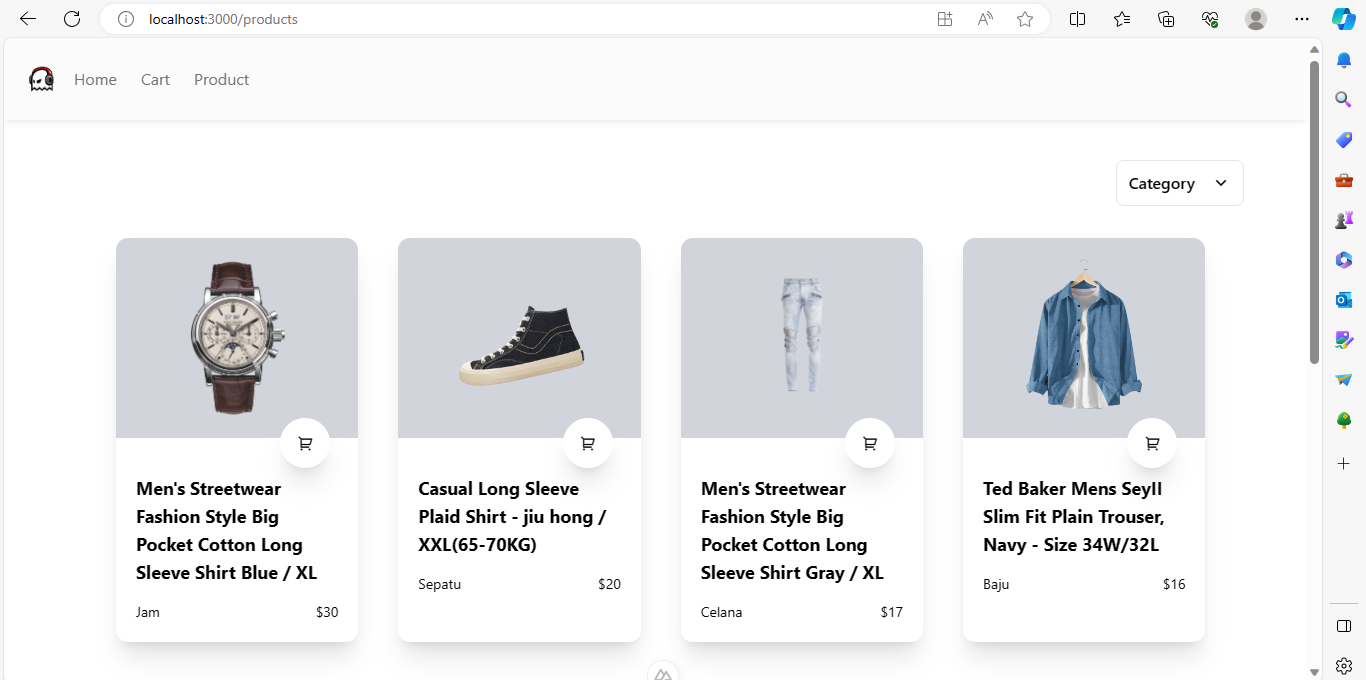 localhost:3000/products
Home Cart Product
Category
Men's Streetwear
Fashion Style Big
Pocket Cotton Long
Sleeve Shirt Blue / XL
Jam $30
Casual Long Sleeve
Plaid Shirt - jiu hong /
XXL(65-70KG)
Sepatu $20
Men's Streetwear
Fashion Style Big
Pocket Cotton Long
Sleeve Shirt Gray / XL
Celana $17
Ted Baker Mens Seyll
Slim Fit Plain Trouser,
Navy - Size 34W/32L
Baju $16